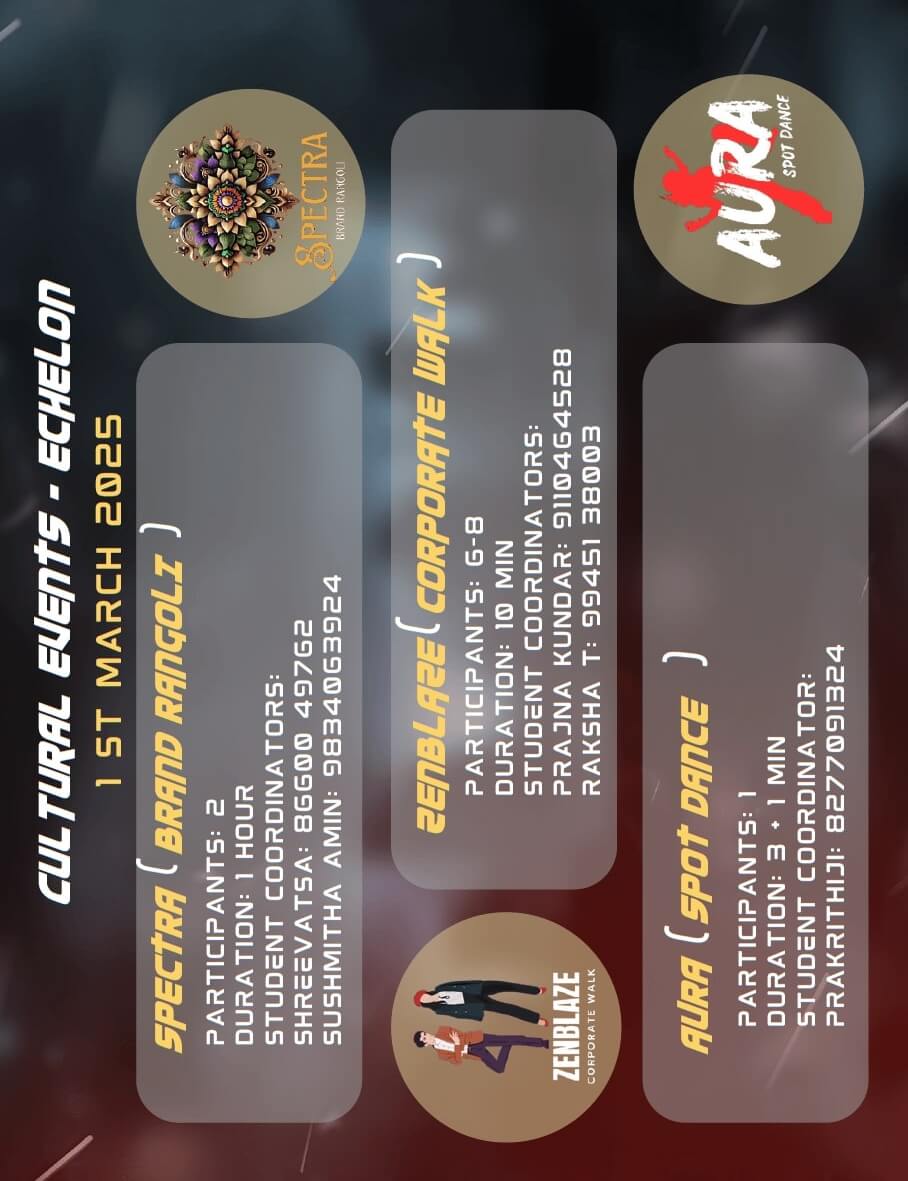 CULTURAL EVENTS - ECHELON
1 ST MARCH 2025
SPECTRA ( BRAND RANGOLI )
PARTICIPANTS: 2
DURATION: 1 HOUR
STUDENT COORDINATORS:
SHREEVATSA: 86600 49762
SUSHMITHA AMIN: 9834063924
SPECTRA
BRAND RANGOLI
ZENBLAZE ( CORPORATE WALK )
PARTICIPANTS: 6-8
DURATION: 10 MIN
STUDENT COORDINATORS:
PRAJNA KUNDAR: 9110464528
RAKSHA T: 99451 38003
ZENBLAZE
CORPORATE WALK
AURA ( SPOT DANCE )
PARTICIPANTS: 1
DURATION: 3 + 1 MIN
STUDENT COORDINATOR:
PRAKRITHIJI: 8277091324
AURA
SPOT DANCE